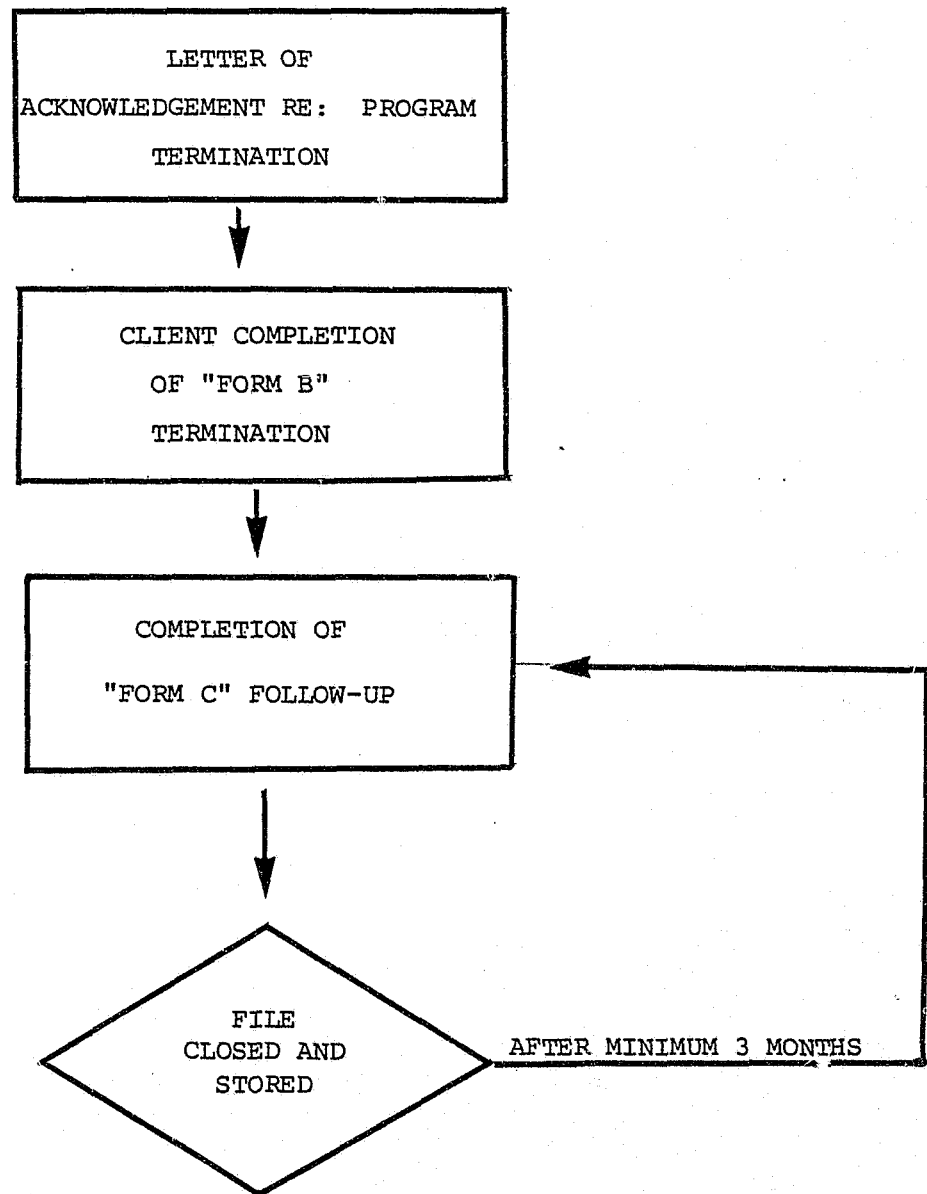 LETTER OF
ACKNOWLEDGEMENT RE: PROGRAM
TERMINATION
CLIENT COMPLETION
OF "FORM B"
TERMINATION
COMPLETION OF
"FORM C" FOLLOW-UP
FILE
CLOSED AND
STORED
AFTER MINIMUM 3 MONTHS